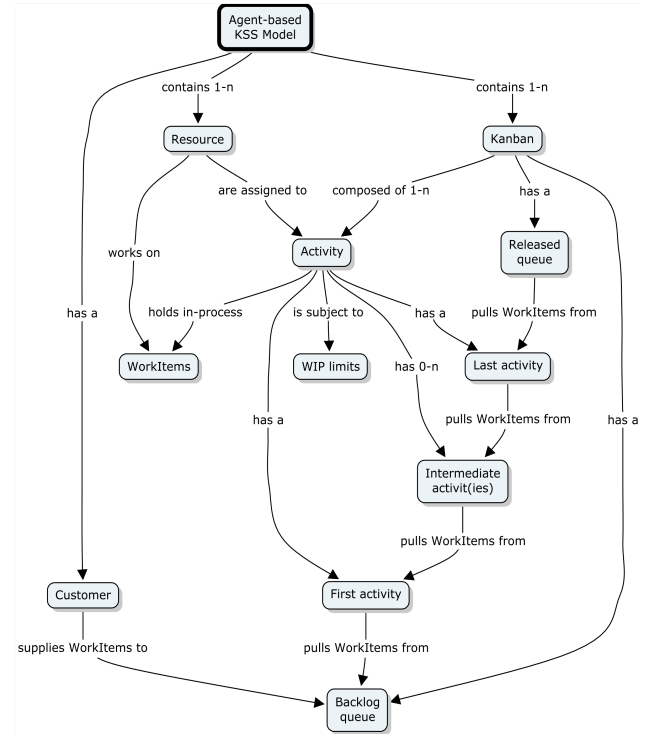 Agent-based
KSS Model
contains 1-n
contains 1-n
Resource
Kanban
are assigned to
composed of 1-n
has a
works on
Activity
Released
queue
has a
holds in-process
is subject to
has a
pulls WorkItems from
WorkItems
WIP limits
has 0-n
Last activity
has a
pulls WorkItems from
has a
Intermediate
activit(ies)
pulls WorkItems from
Customer
First activity
supplies WorkItems to
pulls WorkItems from
Backlog
queue